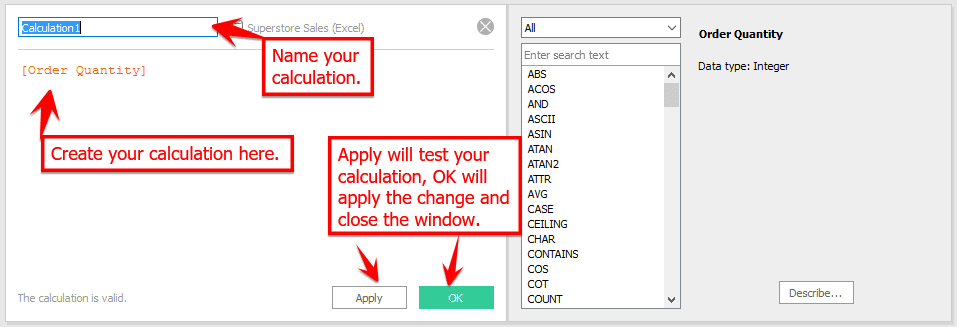 Calculation1
Superstore Sales (Excel)
Name your
calculation.
[Order Quantity]
Create your calculation here.
Apply will test your
calculation, OK will
apply the change and
close the window.
The calculation is valid.
Apply
OK
All
Enter search text
ABS
ACOS
AND
ASCII
ASIN
ATAN
ATAN2
ATTR
AVG
CASE
CEILING
CHAR
CONTAINS
COS
COT
COUNT
Order Quantity
Data type: Integer
Describe...